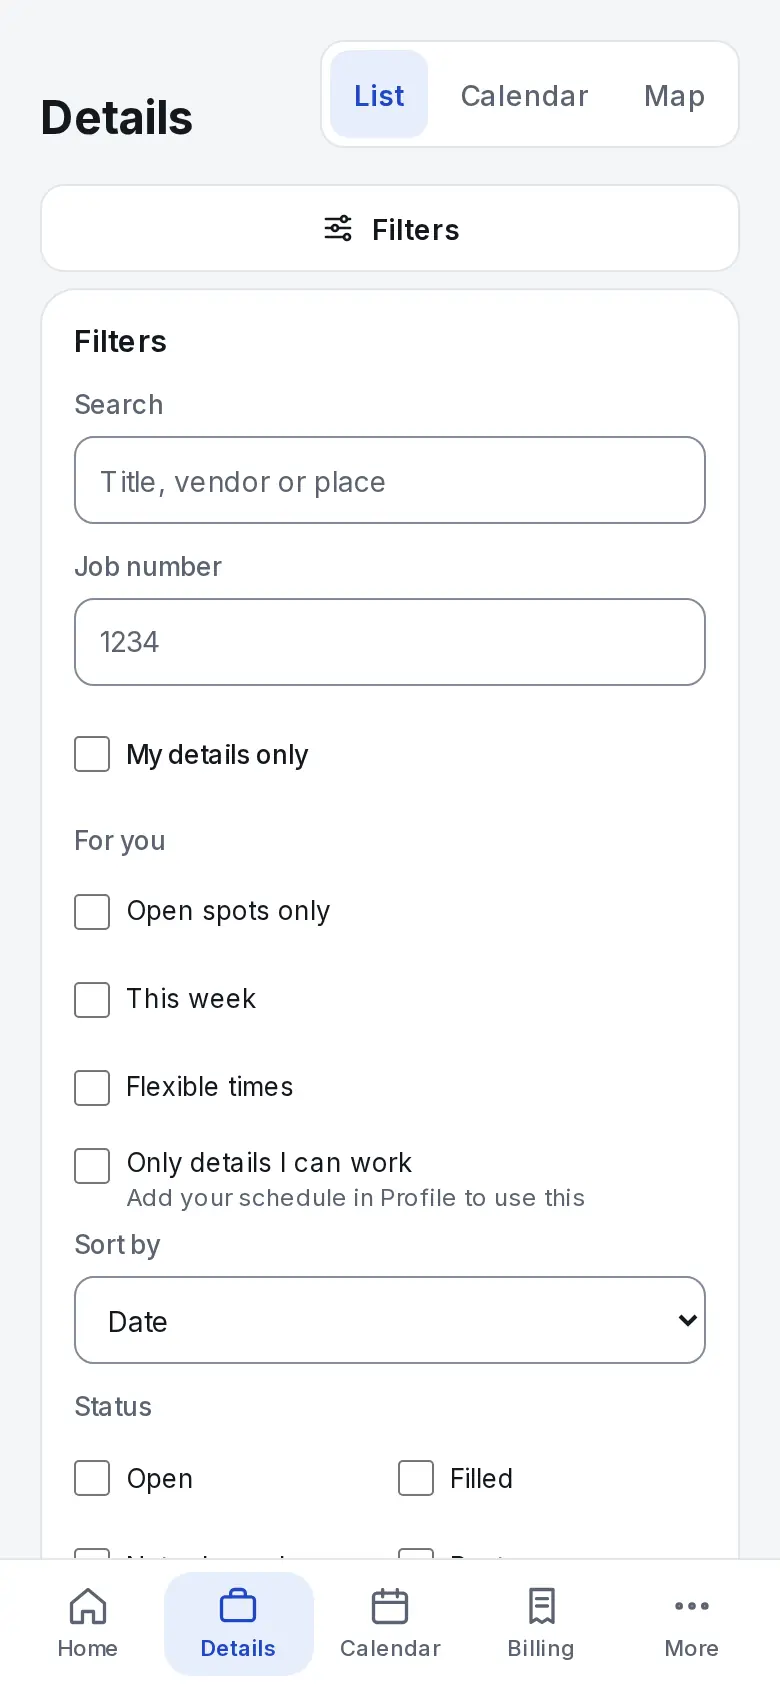 Details
List
Calendar
Map
Filters
Filters
Search
Title, vendor or place
Job number
1234
My details only
For you
Open spots only
This week
Flexible times
Only details I can work
Add your schedule in Profile to use this
Sort by
Date
Status
Open
Filled
Home
Details
Calendar
Billing
More